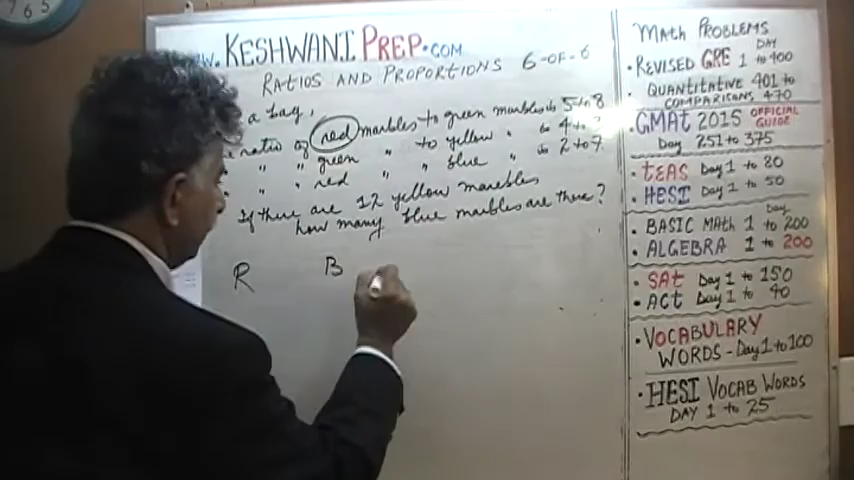 7 6 5
w. KESHWANI PREP.COM
RATIOS AND PROPORTIONS 6-OF-6
a bag,
ratio of red marbles to green marbles is 5 to 8
" " green " to yellow " is 4 to
" " red " " blue " is 2 to 7.
If there are 12 yellow marbles
how many blue marbles are there?
R B
MATH PROBLEMS
• REVISED GRE DAY 1 to 400
• QUANTITATIVE 401 to
COMPARISONS 470
• GMAT 2015 OFFICIAL GUIDE
Day 251 to 375
• TEAS Day 1 to 80
• HESI Day 1 to 50
• BASIC MATH Day 1 to 200
• ALGEBRA 1 to 200
• SAT Day 1 to 150
• ACT Day 1 to 40
• VOCABULARY
WORDS - Day 1 to 100
• HESI VOCAB WORDS
DAY 1 to 25